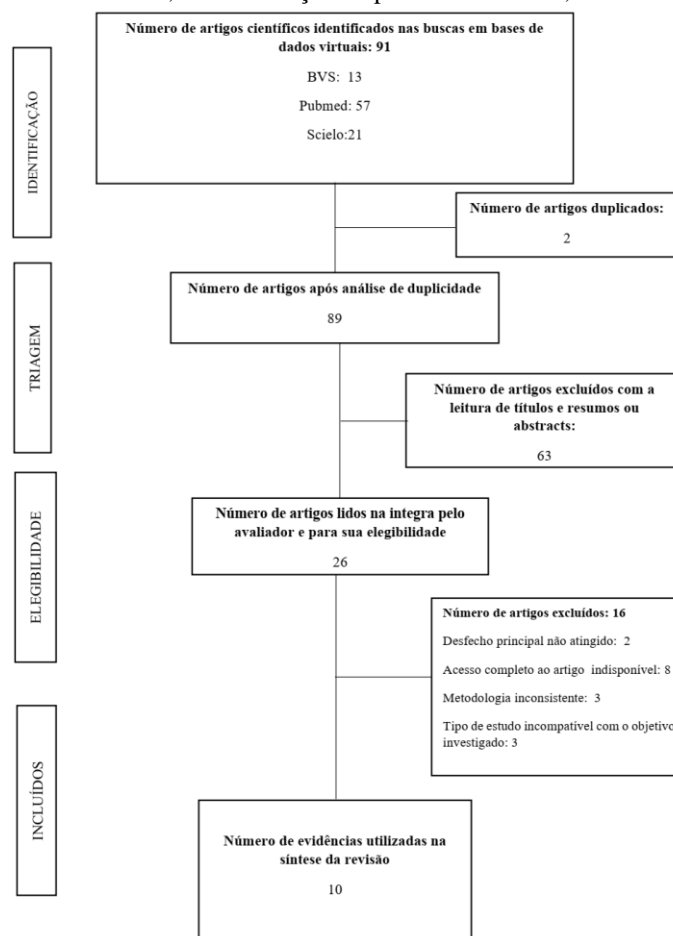 Número de artigos científicos identificados nas buscas em bases de
dados virtuais: 91
BVS: 13
Pubmed: 57
Scielo:21
IDENTIFICAÇÃO
Número de artigos duplicados:
2
Número de artigos após análise de duplicidade
89
TRIAGEM
Número de artigos excluídos com a
leitura de títulos e resumos ou
abstracts:
63
Número de artigos lidos na integra pelo
avaliador e para sua elegibilidade
26
ELEGIBILIDADE
Número de artigos excluídos: 16
Desfecho principal não atingido: 2
Acesso completo ao artigo indisponível: 8
Metodologia inconsistente: 3
Tipo de estudo incompatível com o objetivo
investigado: 3
INCLUÍDOS
Número de evidências utilizadas na
síntese da revisão
10